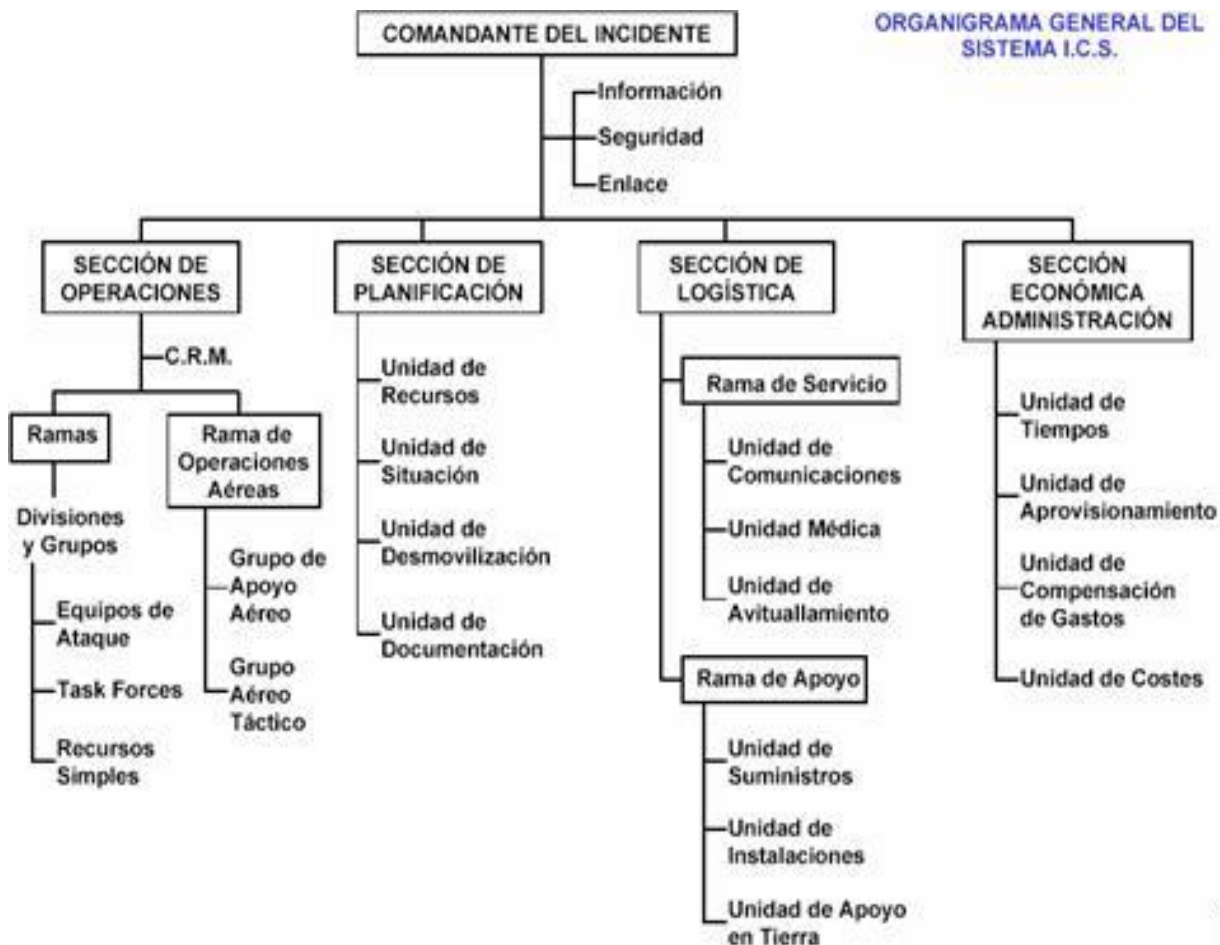 COMANDANTE DEL INCIDENTE
ORGANIGRAMA GENERAL DEL
SISTEMA I.C.S.
Información
Seguridad
Enlace
SECCIÓN DE
OPERACIONES
C.R.M.
Ramas
Divisiones
y Grupos
Equipos de
Ataque
Task Forces
Recursos
Simples
Rama de
Operaciones
Aéreas
Grupo de
Apoyo
Aéreo
Grupo
Aéreo
Táctico
SECCIÓN DE
PLANIFICACIÓN
Unidad de
Recursos
Unidad de
Situación
Unidad de
Desmovilización
Unidad de
Documentación
SECCIÓN DE
LOGÍSTICA
Rama de Servicio
Unidad de
Comunicaciones
Unidad Médica
Unidad de
Avituallamiento
Rama de Apoyo
Unidad de
Suministros
Unidad de
Instalaciones
Unidad de Apoyo
en Tierra
SECCIÓN
ECONÓMICA
ADMINISTRACIÓN
Unidad de
Tiempos
Unidad de
Aprovisionamiento
Unidad de
Compensación
de Gastos
Unidad de Costes